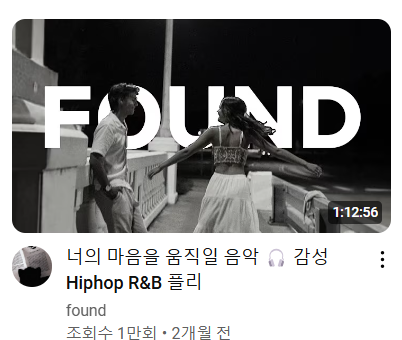 FOUND
1:12:56
너의 마음을 움직일 음악 🎧 감성
Hiphop R&B 플리
found
조회수 1만회 • 2개월 전